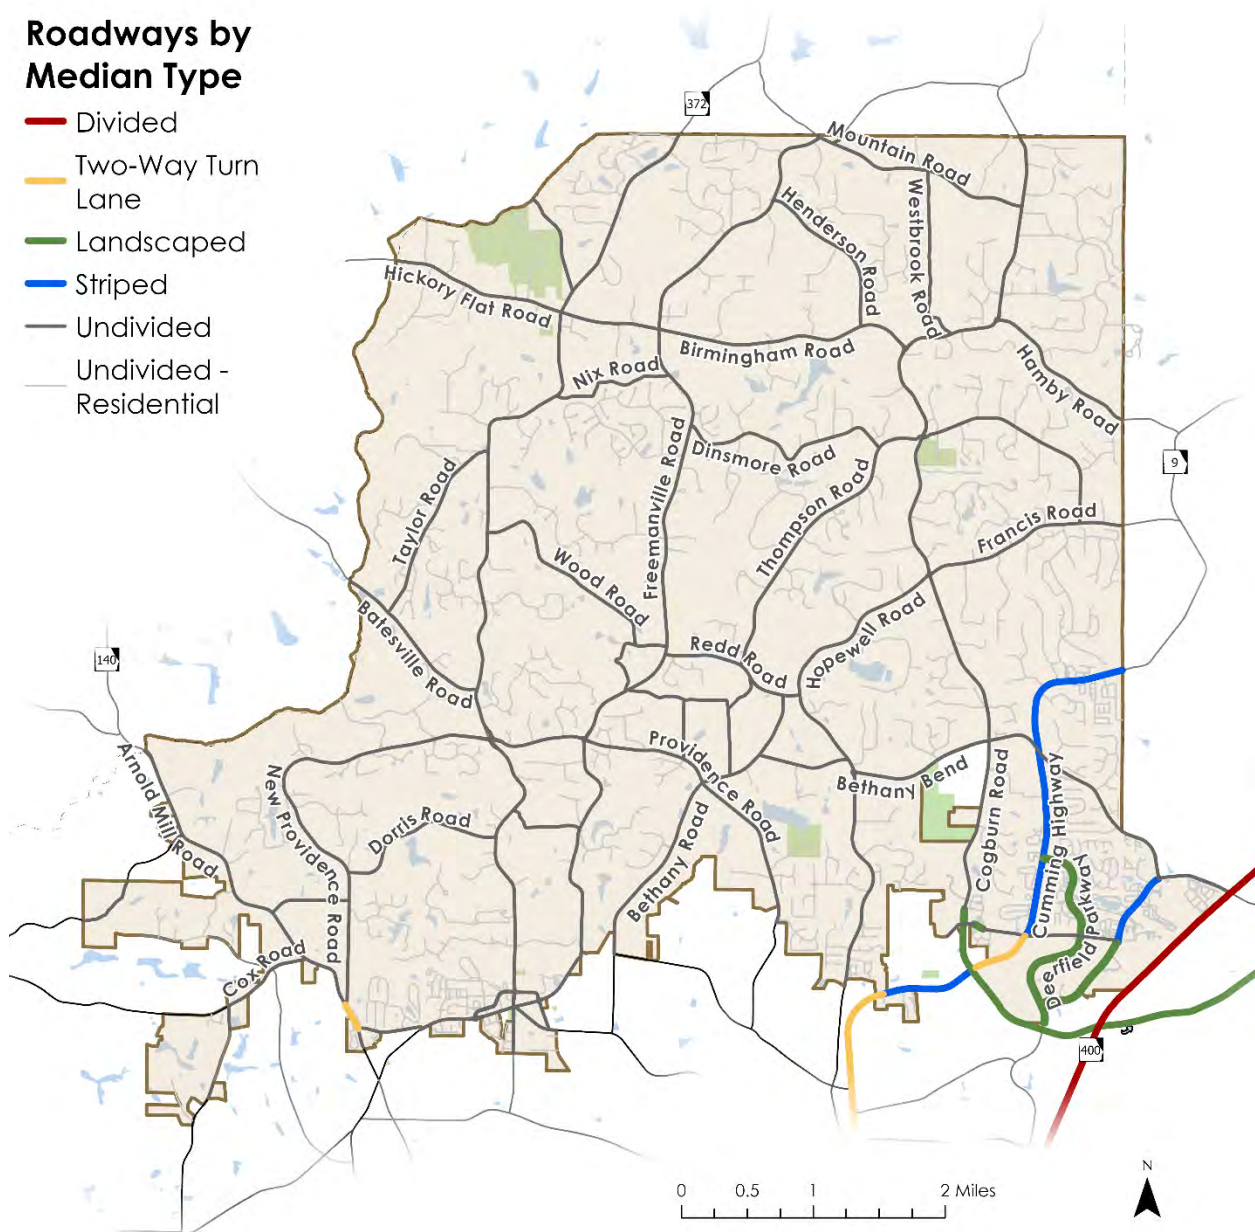 Roadways by
Median Type
Divided
Two-Way Turn
Lane
Landscaped
Striped
Undivided
Undivided -
Residential
372
Mountain Road
Henderson Road
Westbrook Road
Hickory Flat Road
Birmingham Road
Nix Road
Hamby Road
Dinsmore Road
Freemanville Road
Taylor Road
Thompson Road
9
Francis Road
Wood Road
Batesville Road
Hopewell Road
Redd Road
140
Providence Road
Arnold Mill Road
New Providence Road
Bethany Bend
Cogburn Road
Cumming Highway
Dorris Road
Bethany Road
Deerfield Parkway
Cox Road
400
0 0.5 1 2 Miles
N